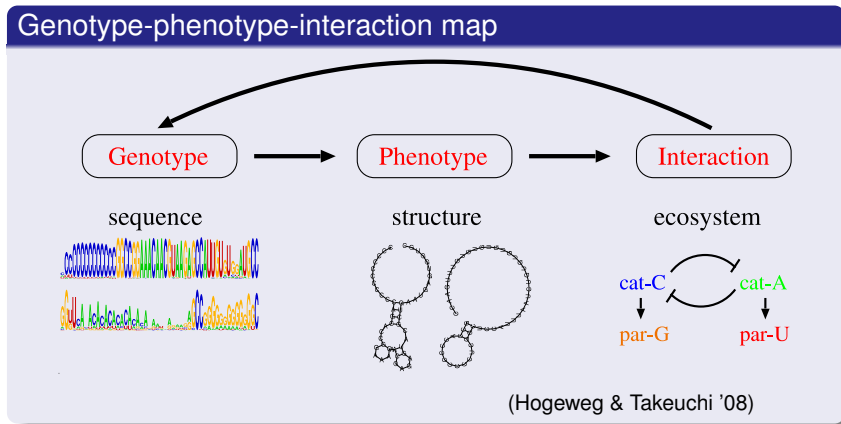 Genotype-phenotype-interaction map
Genotype Phenotype Interaction
sequence structure ecosystem
cat-C cat-A
par-G par-U
(Hogeweg & Takeuchi '08)